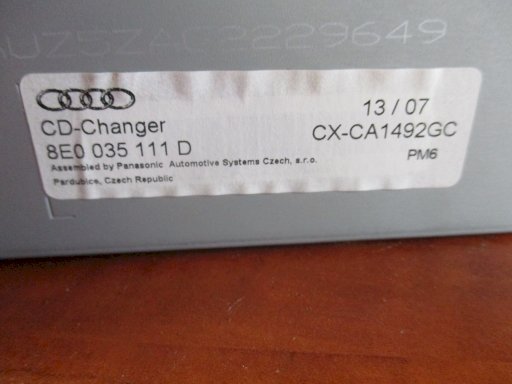 AUZ5ZAG2229649
13 / 07
CD-Changer
CX-CA1492GC
8E0 035 111 D
PM6
Assembled by Panasonic Automotive Systems Czech, s.r.o.
Pardubice, Czech Republic